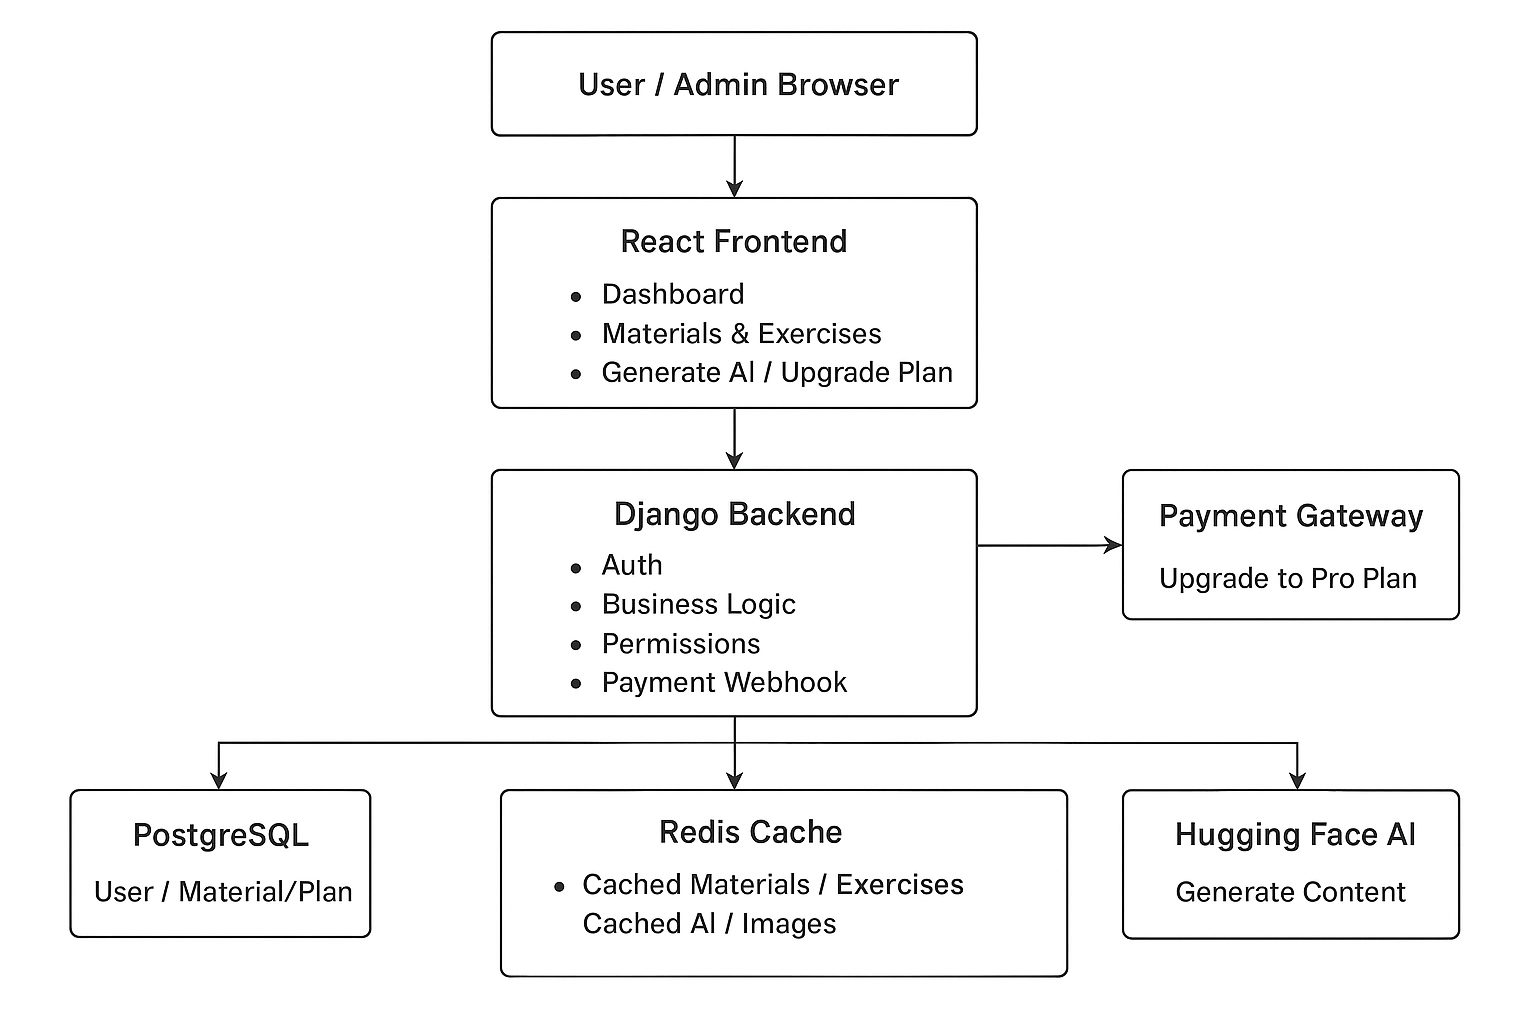 User / Admin Browser
React Frontend
• Dashboard
• Materials & Exercises
• Generate AI / Upgrade Plan
Django Backend
• Auth
• Business Logic
• Permissions
• Payment Webhook
Payment Gateway
Upgrade to Pro Plan
PostgreSQL
User / Material/Plan
Redis Cache
• Cached Materials / Exercises
Cached AI / Images
Hugging Face AI
Generate Content